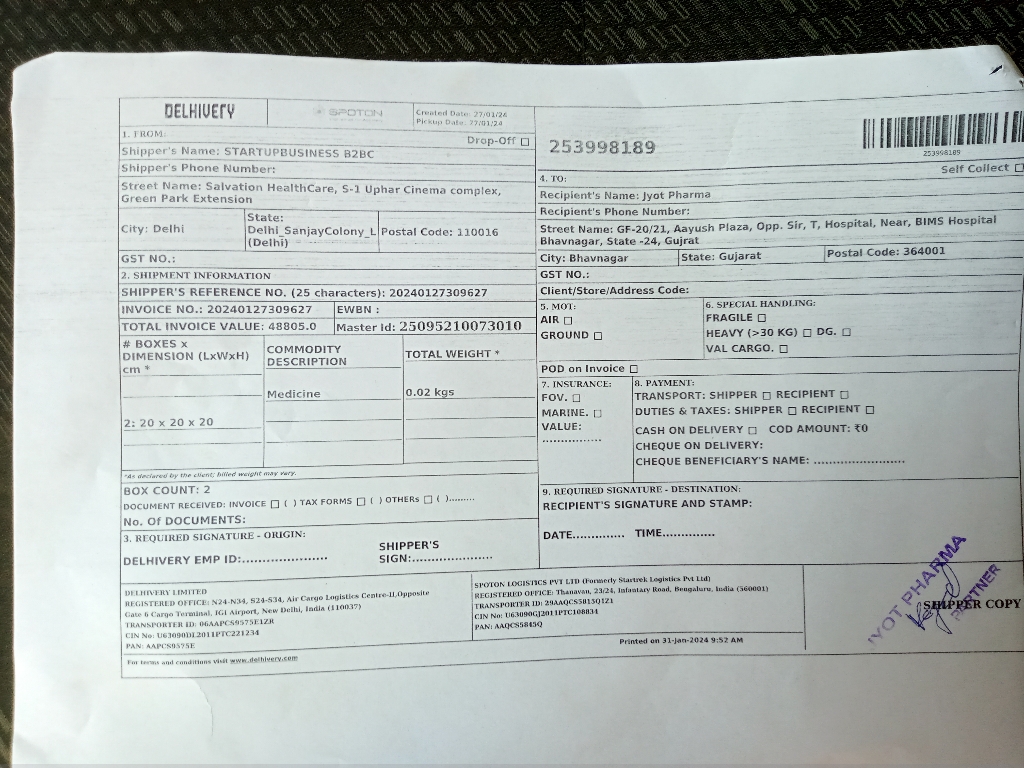 DELHIVERY
SPOTON
Created Date: 27/01/24
Pickup Date: 27/01/24
1. FROM:
Drop-Off
Shipper's Name: STARTUPBUSINESS B2BC
Shipper's Phone Number:
Street Name: Salvation HealthCare, S-1 Uphar Cinema complex,
Green Park Extension
City: Delhi
State:
Delhi_SanjayColony_L
(Delhi)
Postal Code: 110016
GST NO.:
2. SHIPMENT INFORMATION
SHIPPER'S REFERENCE NO. (25 characters): 20240127309627
INVOICE NO.: 20240127309627
EWBN :
TOTAL INVOICE VALUE: 48805.0
Master Id: 25095210073010
# BOXES x
DIMENSION (LxWxH)
cm *
COMMODITY
DESCRIPTION
TOTAL WEIGHT *
Medicine
0.02 kgs
2: 20 x 20 x 20
*As declared by the client; billed weight may vary.
BOX COUNT: 2
DOCUMENT RECEIVED: INVOICE ( ) TAX FORMS ( ) OTHERs ( ).........
No. Of DOCUMENTS:
3. REQUIRED SIGNATURE - ORIGIN:
DELHIVERY EMP ID:..................
SHIPPER'S
SIGN:.................
253998189
253998189
Self Collect
4. TO:
Recipient's Name: Jyot Pharma
Recipient's Phone Number:
Street Name: GF-20/21, Aayush Plaza, Opp. Sir, T, Hospital, Near, BIMS Hospital
Bhavnagar, State -24, Gujrat
City: Bhavnagar
State: Gujarat
Postal Code: 364001
GST NO.:
Client/Store/Address Code:
5. MOT:
AIR
GROUND
6. SPECIAL HANDLING:
FRAGILE
HEAVY (>30 KG) DG.
VAL CARGO.
POD on Invoice
7. INSURANCE:
FOV.
MARINE.
VALUE:
...............
8. PAYMENT:
TRANSPORT: SHIPPER RECIPIENT
DUTIES & TAXES: SHIPPER RECIPIENT
CASH ON DELIVERY COD AMOUNT: ₹0
CHEQUE ON DELIVERY:
CHEQUE BENEFICIARY'S NAME: .......................
9. REQUIRED SIGNATURE - DESTINATION:
RECIPIENT'S SIGNATURE AND STAMP:
DATE............. TIME.............
DELHIVERY LIMITED
REGISTERED OFFICE: N24-N34, S24-S34, Air Cargo Logistics Centre-II,Opposite
Gate 6 Cargo Terminal, IGI Airport, New Delhi, India (110037)
TRANSPORTER ID: 06AAPCS9575E1ZR
CIN No: U63090DL2011PTC221234
PAN: AAPCS9575E
For terms and conditions visit www.delhivery.com
SPOTON LOGISTICS PVT LTD (Formerly Startrek Logistics Pvt Ltd)
REGISTERED OFFICE: Thanavan, 23/24, Infantary Road, Bengaluru, India (560001)
TRANSPORTER ID: 29AAQCS5815Q1Z1
CIN No: U63090GJ2011PTC108834
PAN: AAQCS5845Q
Printed on 31-Jan-2024 9:52 AM
JYOT PHARMA
PARTNER
SHIPPER COPY